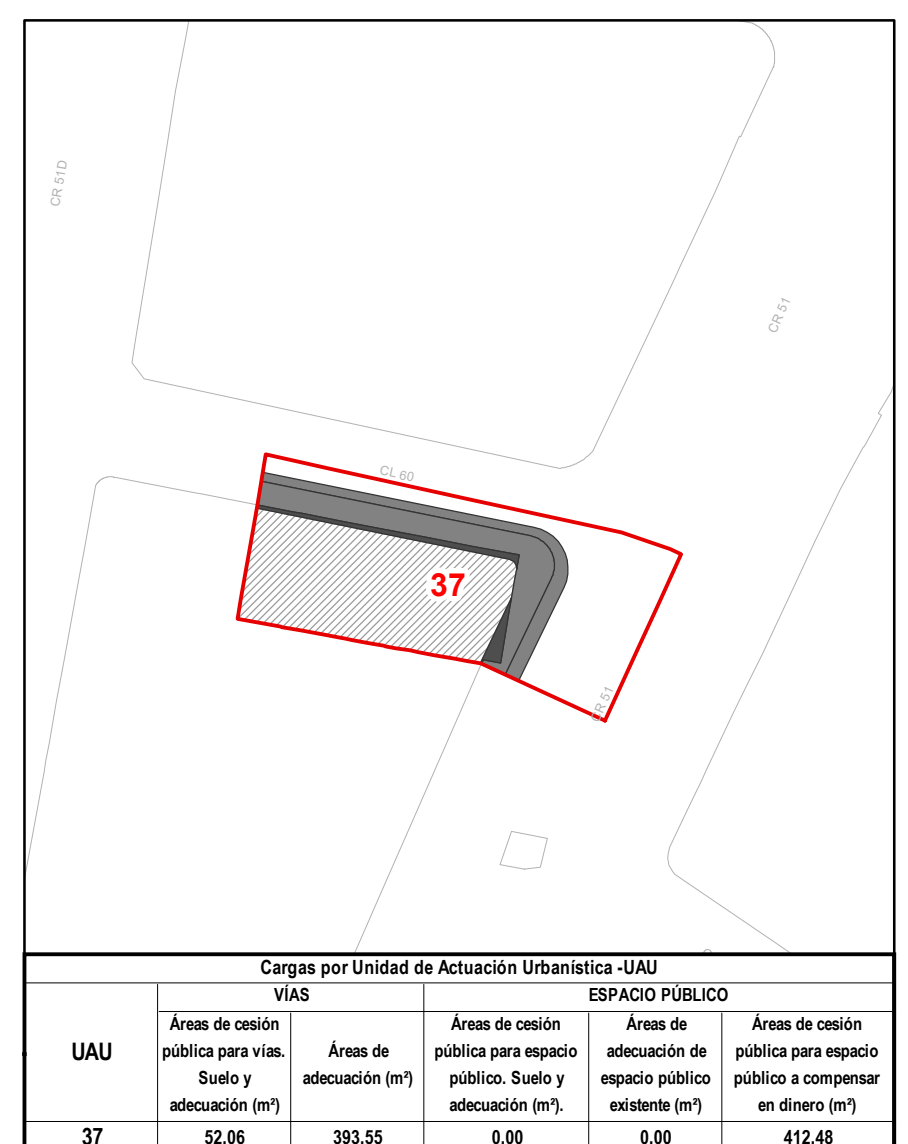 CR 51D
CR 51
CL 60
37
CR 51
Cargas por Unidad de Actuación Urbanística -UAU
UAU
VÍAS
ESPACIO PÚBLICO
Áreas de cesión
pública para vías.
Suelo y
adecuación (m²)
Áreas de
adecuación (m²)
Áreas de cesión
pública para espacio
público. Suelo y
adecuación (m²).
Áreas de
adecuación de
espacio público
existente (m²)
Áreas de cesión
pública para espacio
público a compensar
en dinero (m²)
37 52.06 393.55 0.00 0.00 412.48